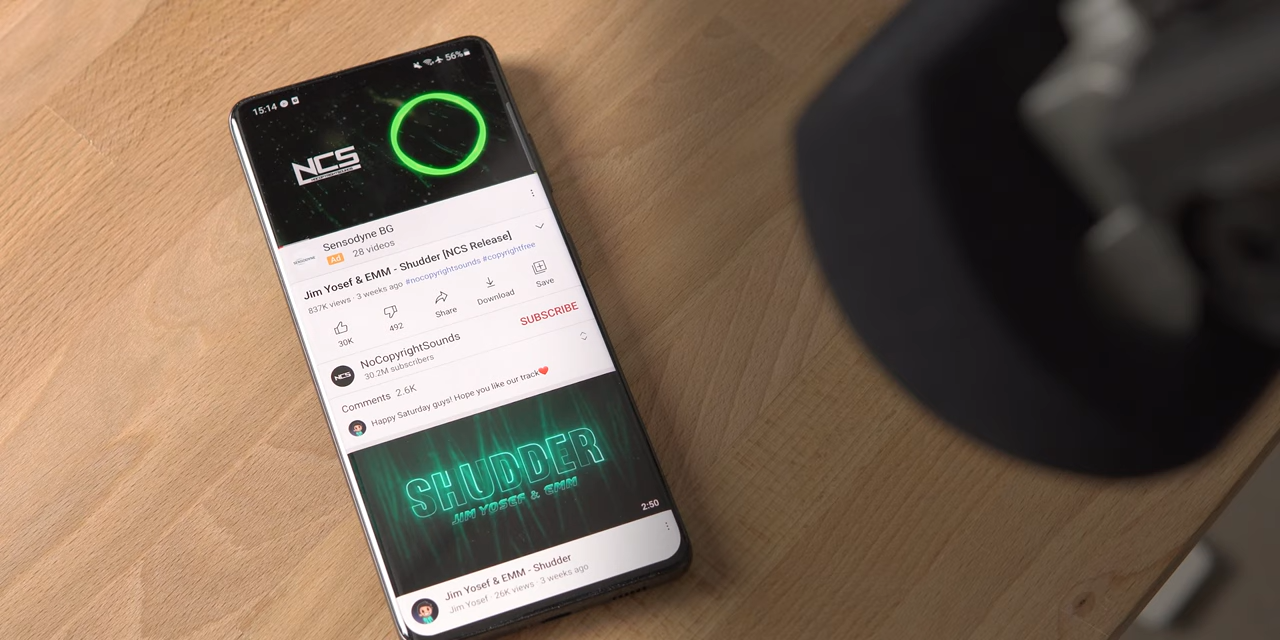 15:14
56%
NCS
Sensodyne BG
Ad 28 videos
Jim Yosef & EMM - Shudder [NCS Release]
837K views · 3 weeks ago #nocopyrightsounds #copyrightfree
30K
492
Share
Download
Save
NCS
NoCopyrightSounds
30.2M subscribers
SUBSCRIBE
Comments 2.6K
Happy Saturday guys! Hope you like our track❤️
SHUDDER
JIM YOSEF & EMM
2:50
Jim Yosef & EMM - Shudder
Jim Yosef · 26K views · 3 weeks ago